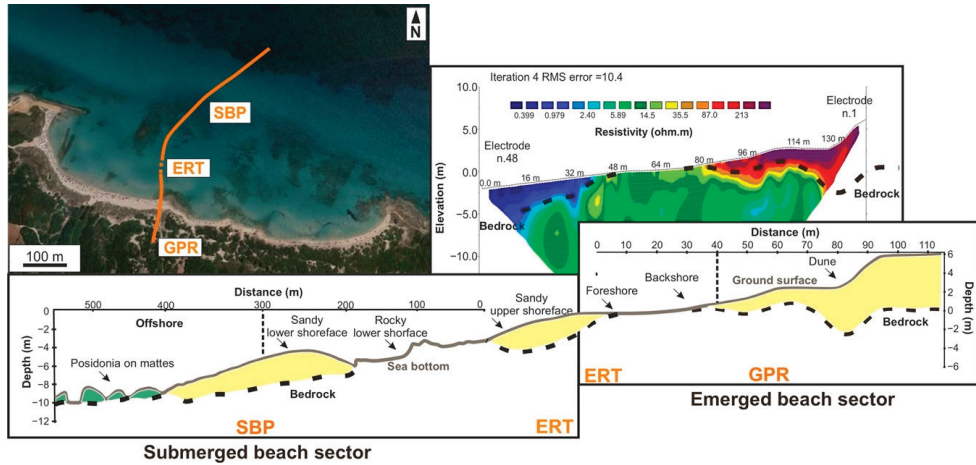 N
SBP
ERT
GPR
100 m
Iteration 4 RMS error =10.4
0.399 0.979 2.40 5.89 14.5 35.5 87.0 213
Resistivity (ohm.m)
Electrode
n.1
Electrode
n.48
10.0
5.0
0.0
−5.0
−10.0
Elevation (m)
0.0 m 16 m 32 m 48 m 64 m 80 m 96 m 114 m 130 m
Bedrock
Bedrock
Distance (m)
0 10 20 30 40 50 60 70 80 90 100 110
Foreshore
Backshore
Ground surface
Dune
Bedrock
6
4
2
0
−2
−4
−6
Depth (m)
ERT
GPR
Emerged beach sector
Distance (m)
500 400 300 200 100 0
Offshore
Posidonia on mattes
Sandy
lower shoreface
Rocky
lower shorface
Sea bottom
Sandy
upper shoreface
Bedrock
0
−2
−4
−6
−8
−10
−12
Depth (m)
SBP
ERT
Submerged beach sector